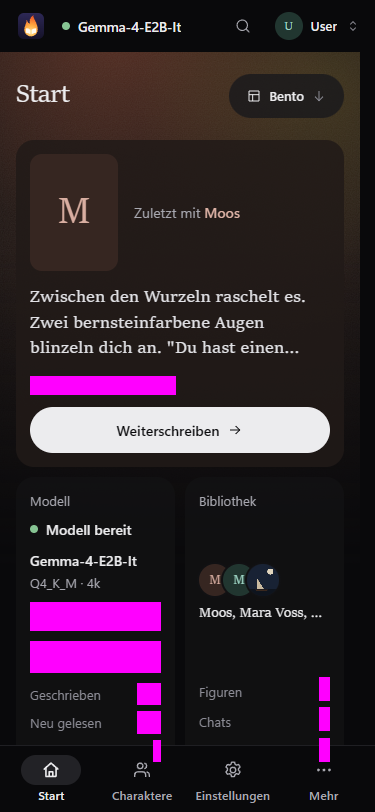 Gemma-4-E2B-It
U
User
Start
Bento
M
Zuletzt mit Moos
Zwischen den Wurzeln raschelt es.
Zwei bernsteinfarbene Augen
blinzeln dich an. "Du hast einen...
Weiterschreiben
Modell
Modell bereit
Gemma-4-E2B-It
Q4_K_M · 4k
Geschrieben
Neu gelesen
Bibliothek
M
M
Moos, Mara Voss, ...
Figuren
Chats
Start
Charaktere
Einstellungen
Mehr